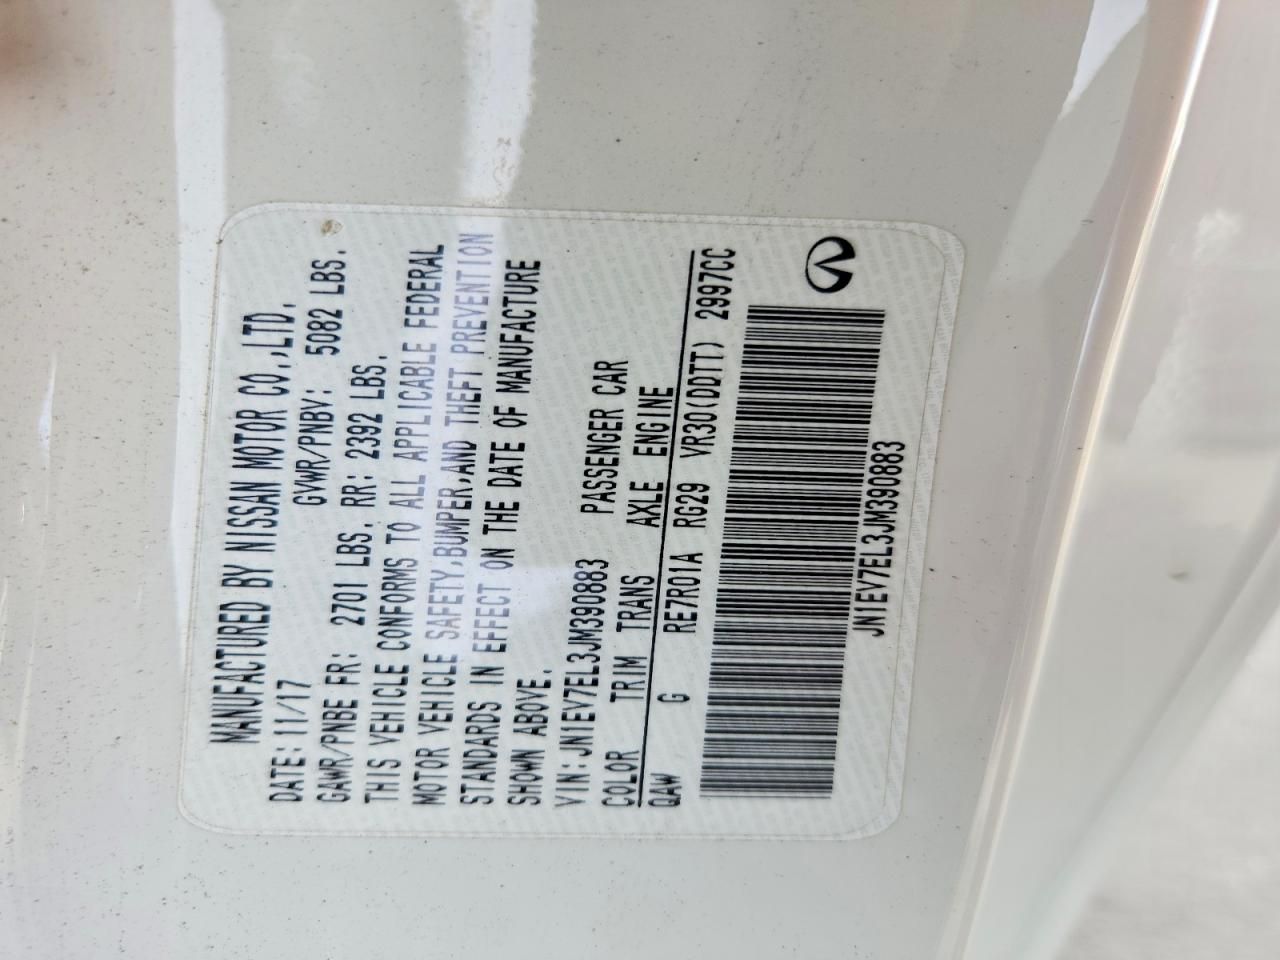 MANUFACTURED BY NISSAN MOTOR CO.,LTD.
DATE: 11/17 GVWR/PNBV: 5082 LBS.
GAWR/PNBE FR: 2701 LBS. RR: 2392 LBS.
THIS VEHICLE CONFORMS TO ALL APPLICABLE FEDERAL
MOTOR VEHICLE SAFETY,BUMPER,AND THEFT PREVENTION
STANDARDS IN EFFECT ON THE DATE OF MANUFACTURE
SHOWN ABOVE.
VIN: JN1EV7EL3JM390883 PASSENGER CAR
COLOR TRIM TRANS AXLE ENGINE
QAW G RE7R01A RG29 VR30(DDTT) 2997CC
JN1EV7EL3JM390883